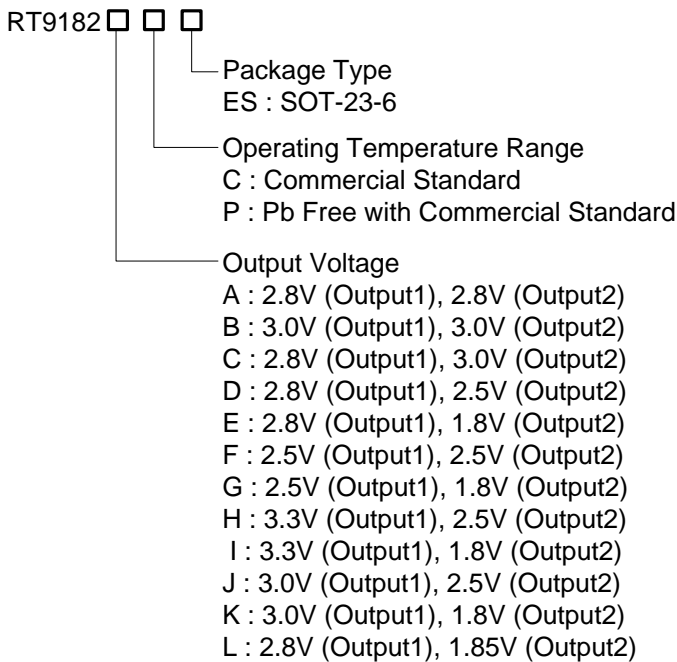 RT9182
Package Type
ES : SOT-23-6
Operating Temperature Range
C : Commercial Standard
P : Pb Free with Commercial Standard
Output Voltage
A : 2.8V (Output1), 2.8V (Output2)
B : 3.0V (Output1), 3.0V (Output2)
C : 2.8V (Output1), 3.0V (Output2)
D : 2.8V (Output1), 2.5V (Output2)
E : 2.8V (Output1), 1.8V (Output2)
F : 2.5V (Output1), 2.5V (Output2)
G : 2.5V (Output1), 1.8V (Output2)
H : 3.3V (Output1), 2.5V (Output2)
I : 3.3V (Output1), 1.8V (Output2)
J : 3.0V (Output1), 2.5V (Output2)
K : 3.0V (Output1), 1.8V (Output2)
L : 2.8V (Output1), 1.85V (Output2)